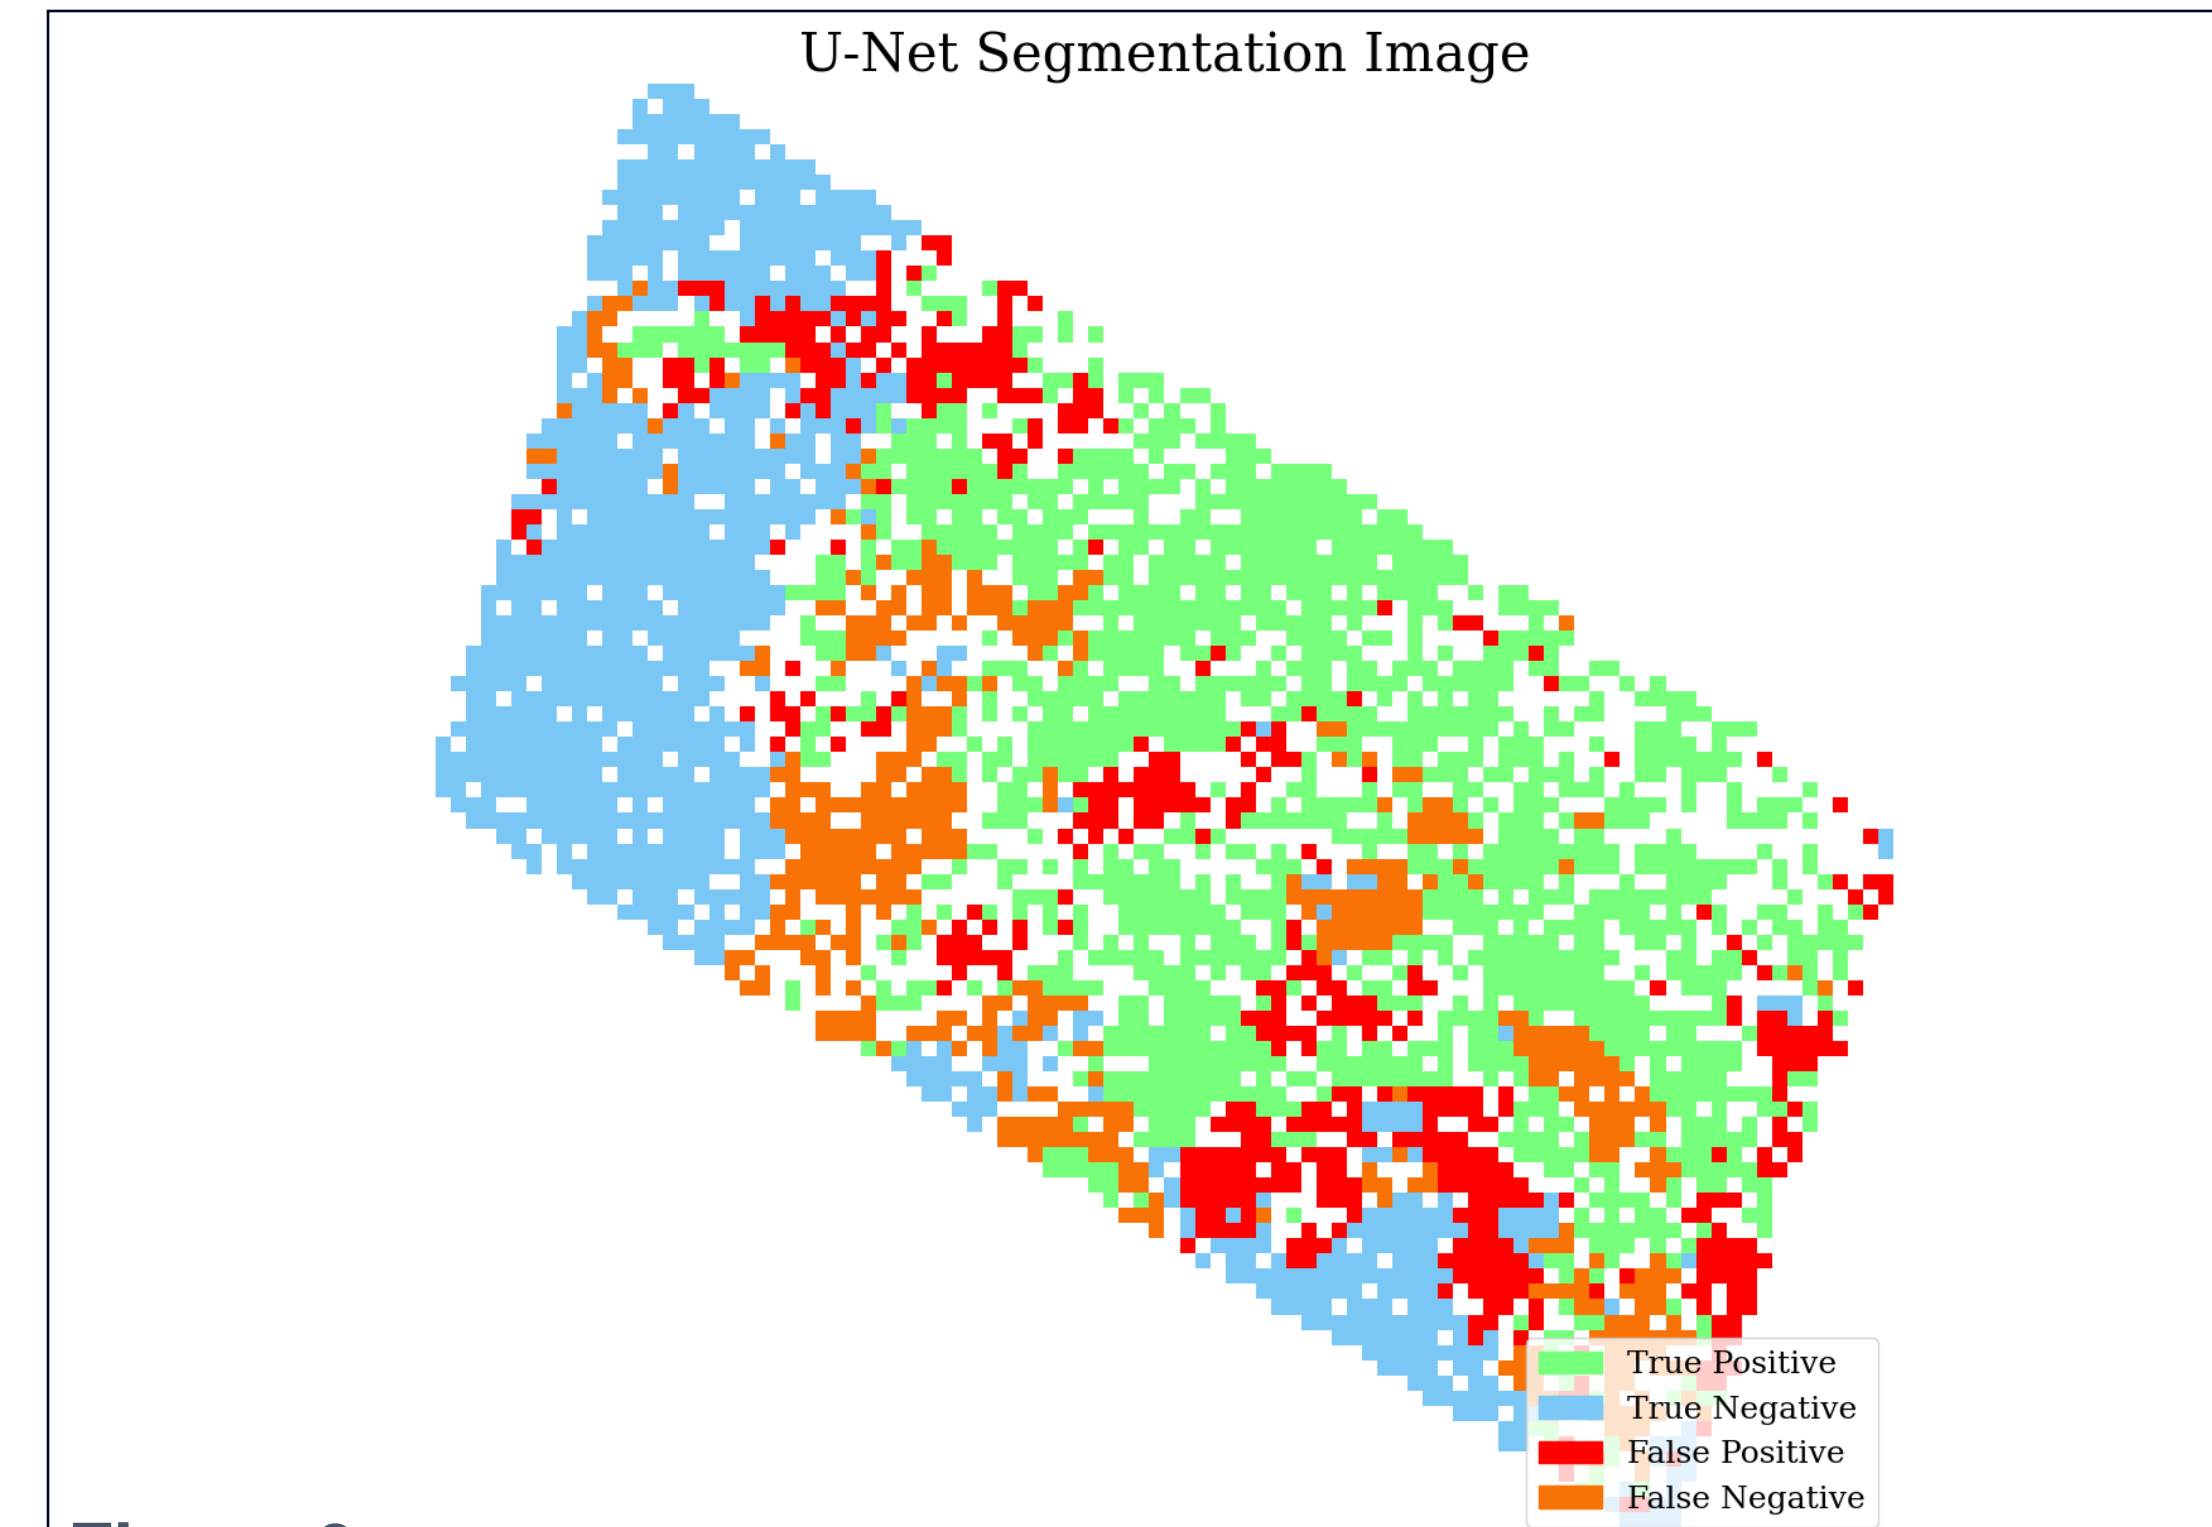 U-Net Segmentation Image
True Positive
True Negative
False Positive
False Negative